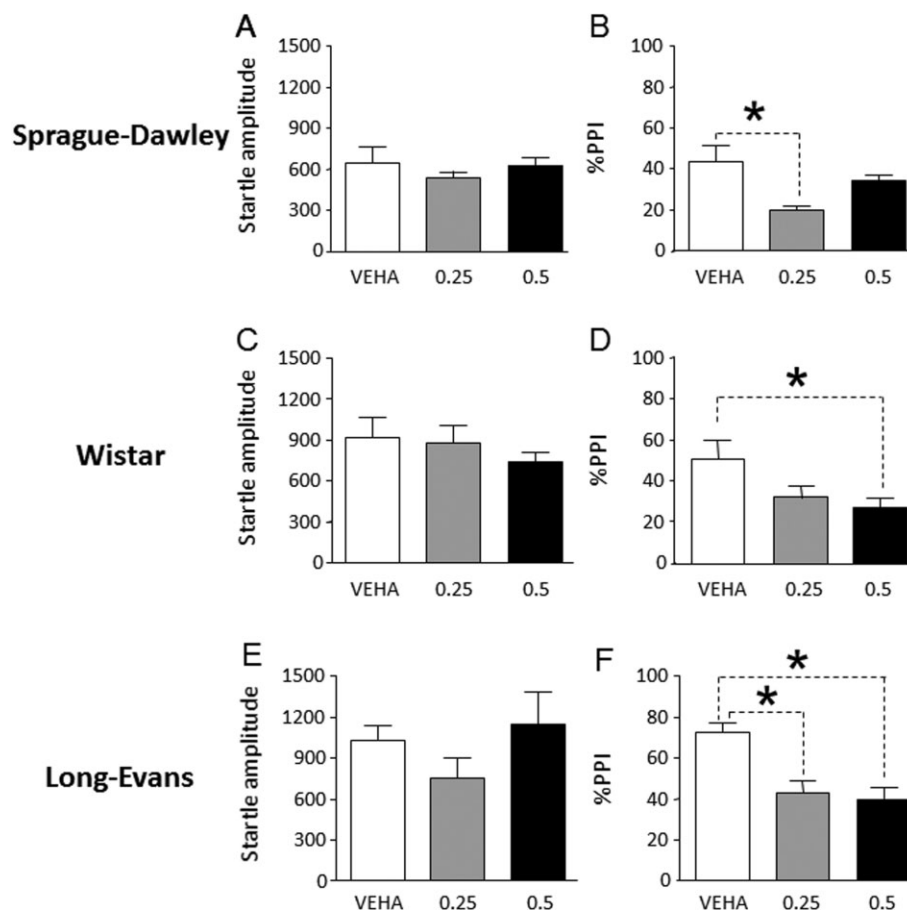 A
B
Sprague-Dawley
Startle amplitude
1500
1200
900
600
300
0
VEHA 0.25 0.5
%PPI
100
80
60
40
20
0
*
VEHA 0.25 0.5
C
D
Wistar
Startle amplitude
1500
1200
900
600
300
0
VEHA 0.25 0.5
%PPI
100
80
60
40
20
0
*
VEHA 0.25 0.5
E
F
Long-Evans
Startle amplitude
1500
1200
900
600
300
0
VEHA 0.25 0.5
%PPI
100
80
60
40
20
0
*
*
VEHA 0.25 0.5